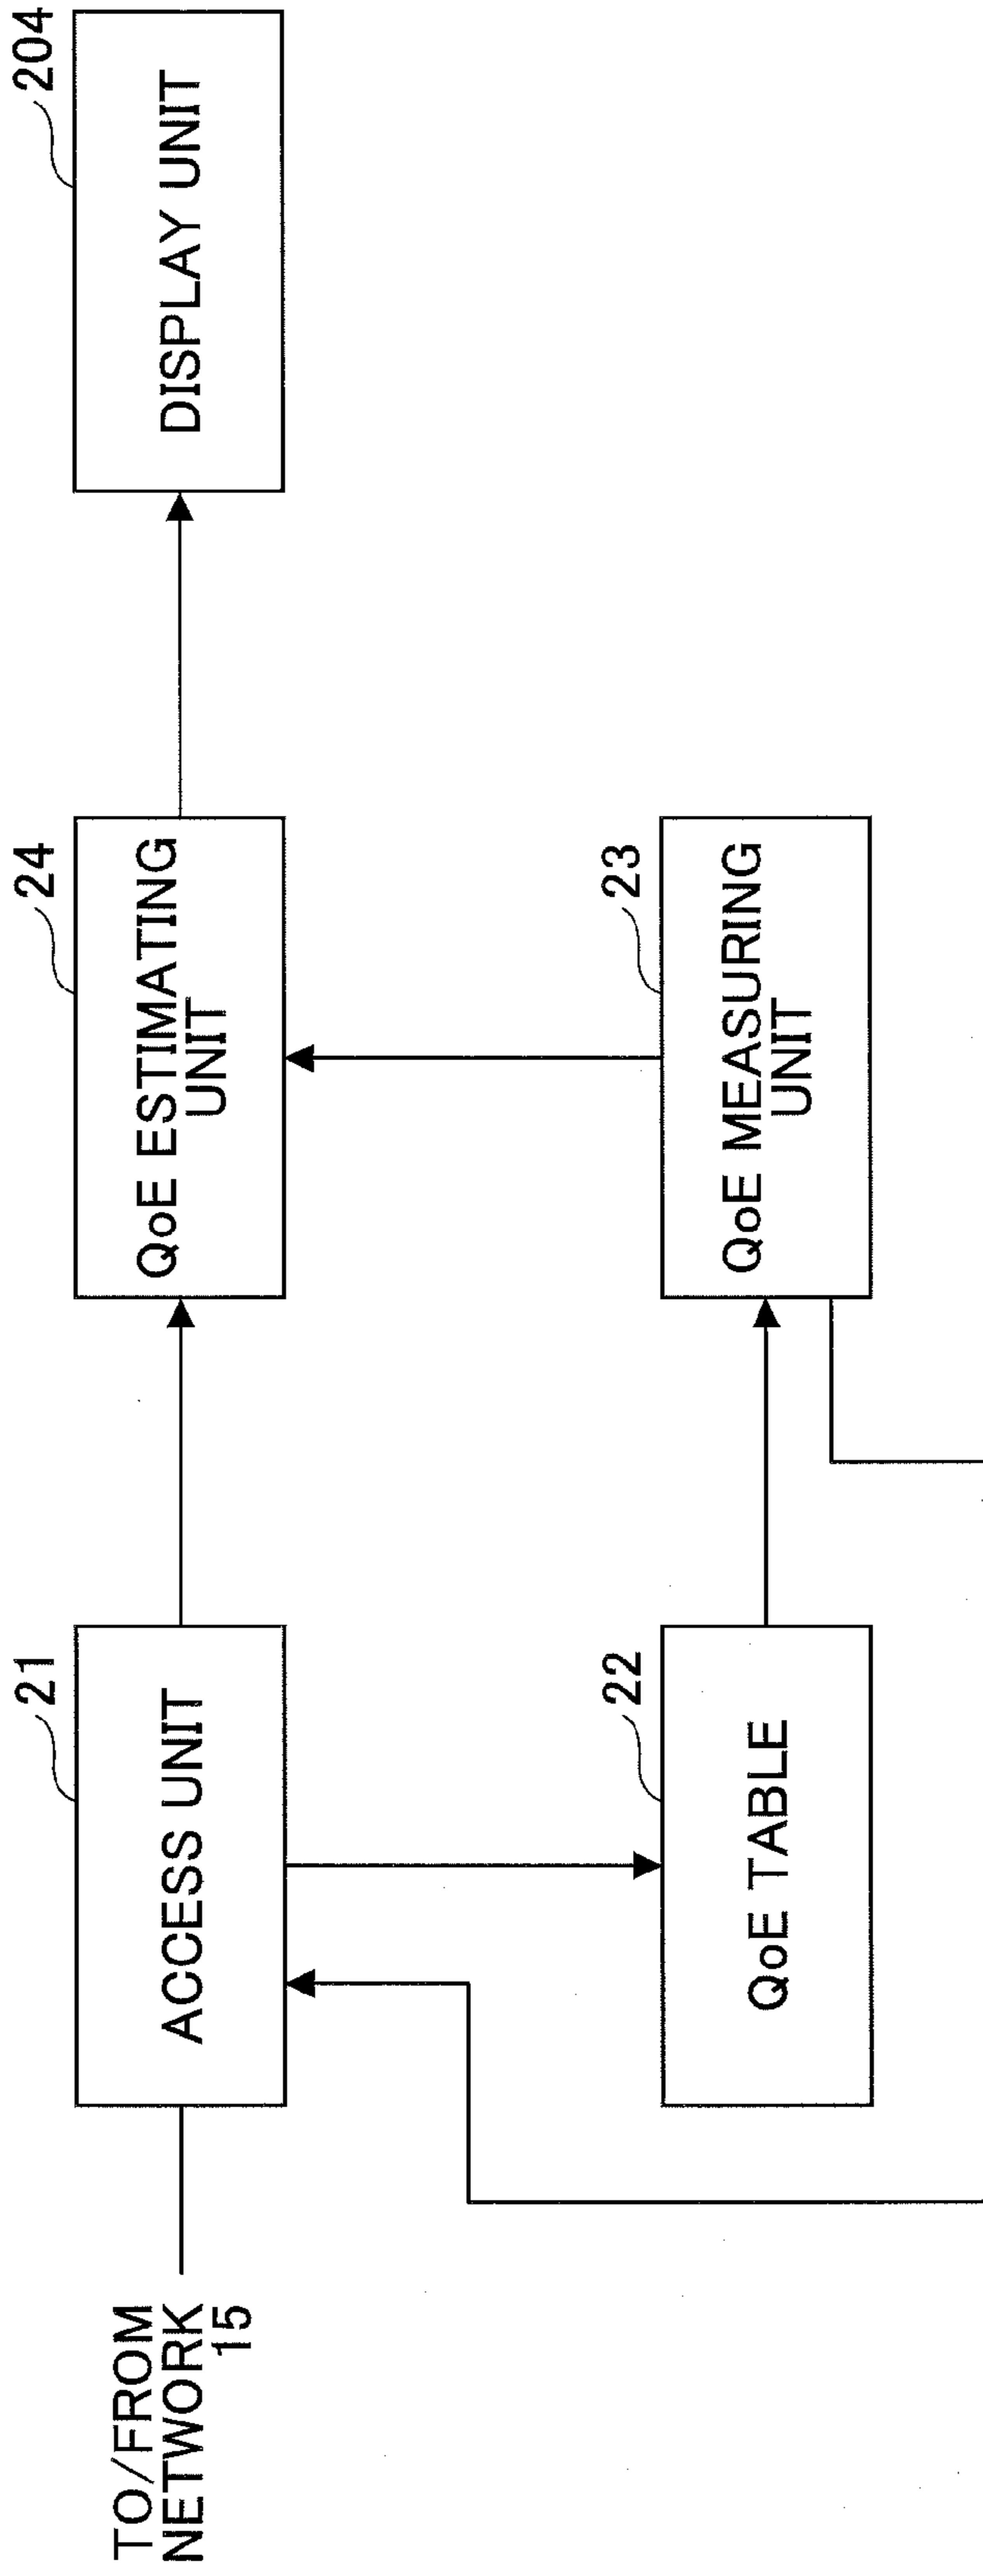 TO/FROM
NETWORK
15
21
ACCESS UNIT
24
QoE ESTIMATING
UNIT
204
DISPLAY UNIT
22
QoE TABLE
23
QoE MEASURING
UNIT